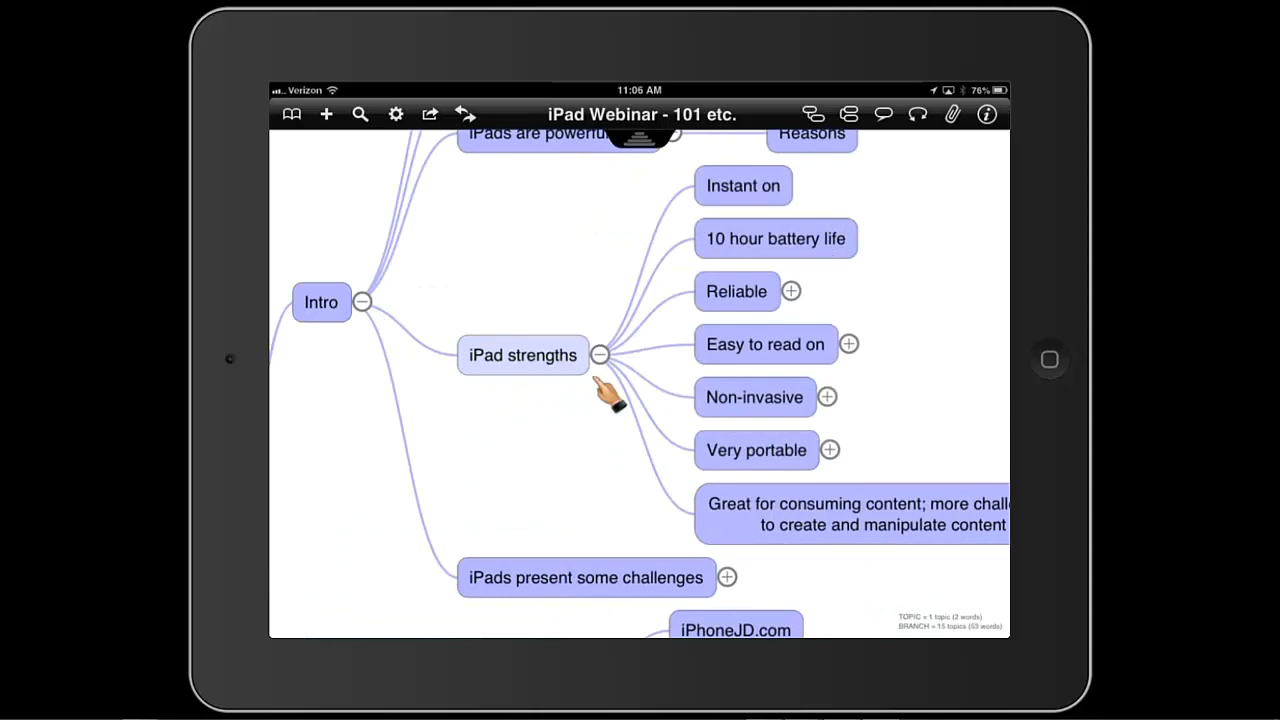 Verizon 11:06 AM 76%
iPad Webinar - 101 etc.
iPads are powerful
Reasons
Instant on
10 hour battery life
Reliable
Intro
Easy to read on
iPad strengths
Non-invasive
Very portable
Great for consuming content; more chall
to create and manipulate content
iPads present some challenges
TOPIC = 1 topic (2 words)
BRANCH = 15 topics (53 words)
iPhoneJD.com